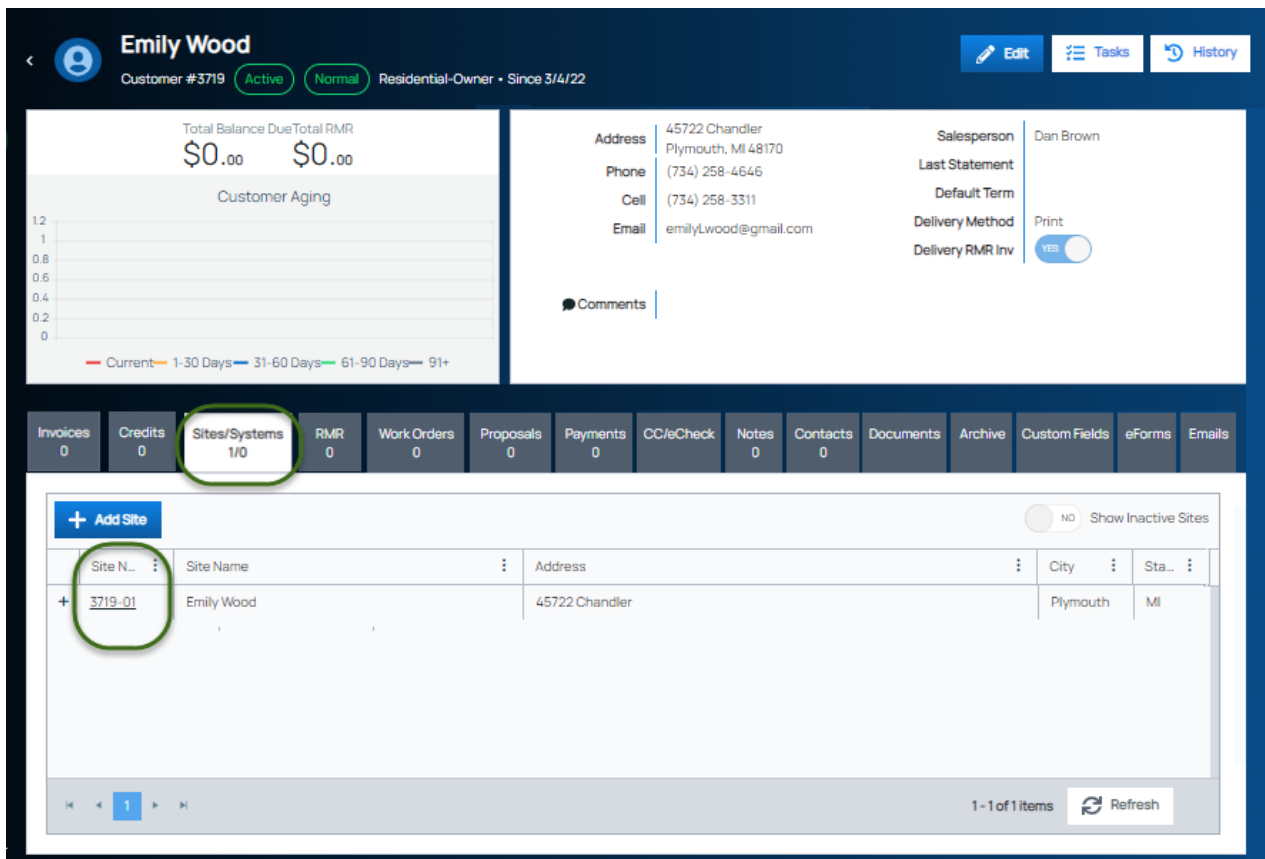 Emily Wood
Customer #3719 Active Normal Residential-Owner • Since 3/4/22
Edit
Tasks
History
Total Balance Due Total RMR
$0.00 $0.00
Customer Aging
1.2
1
0.8
0.6
0.4
0.2
0
Current 1-30 Days 31-60 Days 61-90 Days 91+
Address 45722 Chandler
Plymouth, MI 48170
Phone (734) 258-4646
Cell (734) 258-3311
Email emilyLwood@gmail.com
Comments
Salesperson Dan Brown
Last Statement
Default Term
Delivery Method Print
Delivery RMR Inv YES
Invoices Credits Sites/Systems RMR Work Orders Proposals Payments CC/eCheck Notes Contacts Documents Archive Custom Fields eForms Emails
0 0 1/0 0 0 0 0 0 0
+ Add Site
NO Show Inactive Sites
Site N... Site Name Address City Sta...
+ 3719-01 Emily Wood 45722 Chandler Plymouth MI
1
1 - 1 of 1 items Refresh